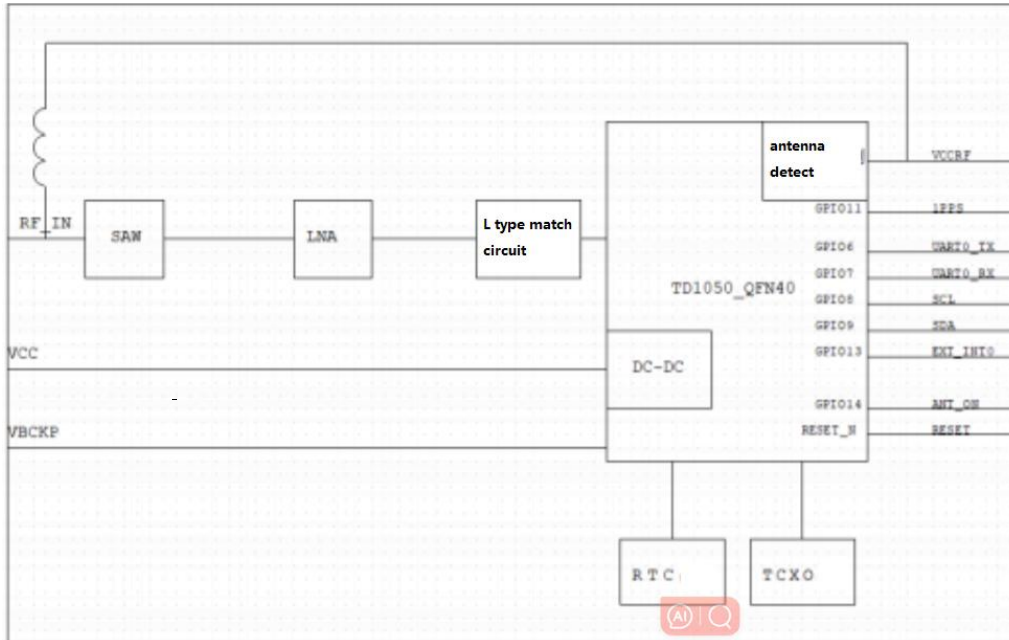 antenna
detect
VCCRF
GPIO11
1PPS
RF_IN
SAW
LNA
L type match
circuit
GPIO6
UART0_TX
GPIO7
UART0_RX
TD1050_QFN40
GPIO8
SCL
GPIO9
SDA
GPIO13
EXT_INT0
VCC
DC-DC
GPIO14
ANT_ON
VBCKP
RESET_N
RESET
RTC
TCXO
AI